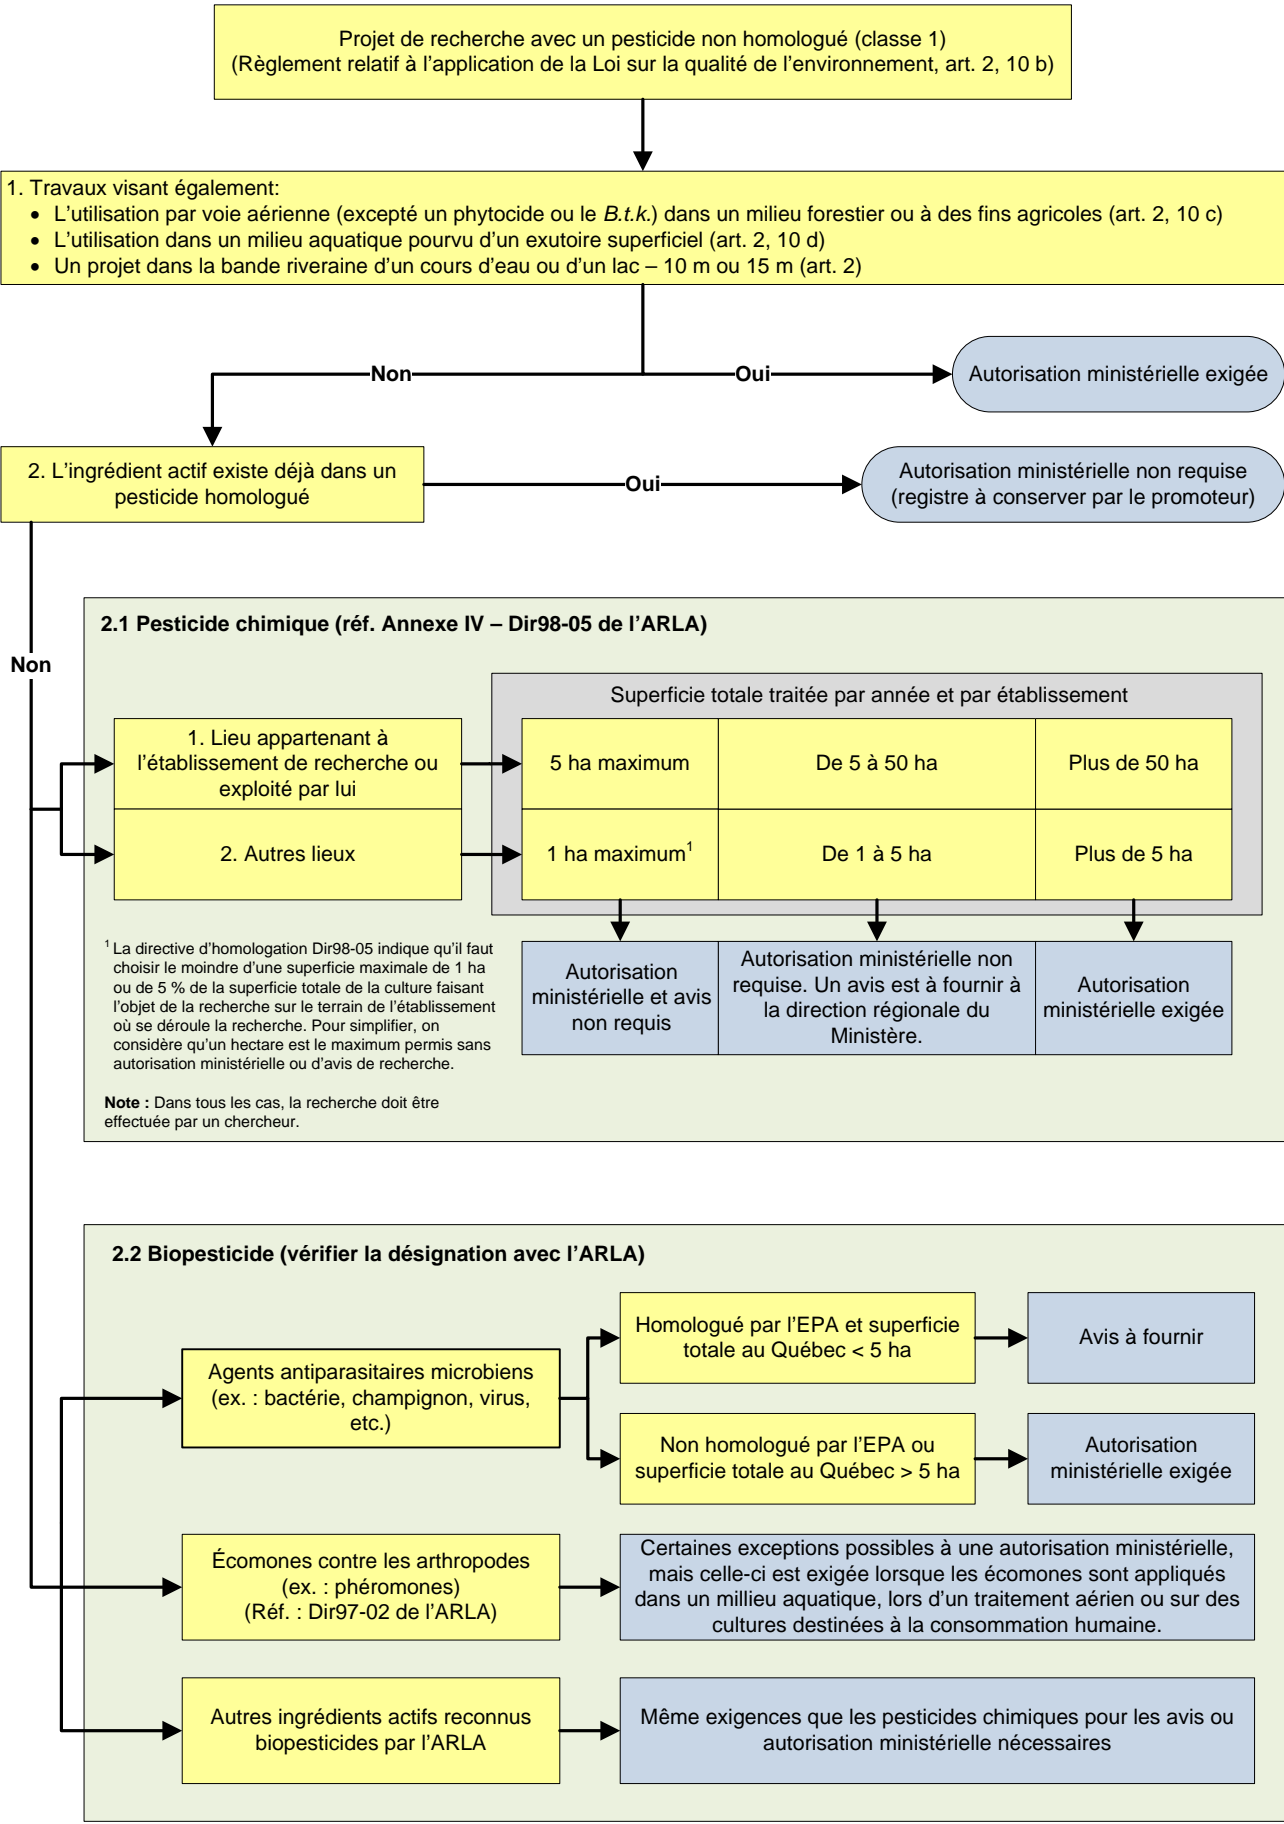 Projet de recherche avec un pesticide non homologué (classe 1)
(Règlement relatif à l'application de la Loi sur la qualité de l'environnement, art. 2, 10 b)
1. Travaux visant également:
• L'utilisation par voie aérienne (excepté un phytocide ou le B.t.k.) dans un milieu forestier ou à des fins agricoles (art. 2, 10 c)
• L'utilisation dans un milieu aquatique pourvu d'un exutoire superficiel (art. 2, 10 d)
• Un projet dans la bande riveraine d'un cours d'eau ou d'un lac – 10 m ou 15 m (art. 2)
Non
Oui
Autorisation ministérielle exigée
2. L'ingrédient actif existe déjà dans un
pesticide homologué
Oui
Autorisation ministérielle non requise
(registre à conserver par le promoteur)
Non
2.1 Pesticide chimique (réf. Annexe IV – Dir98-05 de l'ARLA)
Superficie totale traitée par année et par établissement
1. Lieu appartenant à
l'établissement de recherche ou
exploité par lui
5 ha maximum
De 5 à 50 ha
Plus de 50 ha
2. Autres lieux
1 ha maximum1
De 1 à 5 ha
Plus de 5 ha
1 La directive d'homologation Dir98-05 indique qu'il faut
choisir le moindre d'une superficie maximale de 1 ha
ou de 5 % de la superficie totale de la culture faisant
l'objet de la recherche sur le terrain de l'établissement
où se déroule la recherche. Pour simplifier, on
considère qu'un hectare est le maximum permis sans
autorisation ministérielle ou d'avis de recherche.
Autorisation
ministérielle et avis
non requis
Autorisation ministérielle non
requise. Un avis est à fournir à
la direction régionale du
Ministère.
Autorisation
ministérielle exigée
Note : Dans tous les cas, la recherche doit être
effectuée par un chercheur.
2.2 Biopesticide (vérifier la désignation avec l'ARLA)
Agents antiparasitaires microbiens
(ex. : bactérie, champignon, virus,
etc.)
Homologué par l'EPA et superficie
totale au Québec < 5 ha
Avis à fournir
Non homologué par l'EPA ou
superficie totale au Québec > 5 ha
Autorisation
ministérielle exigée
Écomones contre les arthropodes
(ex. : phéromones)
(Réf. : Dir97-02 de l'ARLA)
Certaines exceptions possibles à une autorisation ministérielle,
mais celle-ci est exigée lorsque les écomones sont appliqués
dans un millieu aquatique, lors d'un traitement aérien ou sur des
cultures destinées à la consommation humaine.
Autres ingrédients actifs reconnus
biopesticides par l'ARLA
Même exigences que les pesticides chimiques pour les avis ou
autorisation ministérielle nécessaires